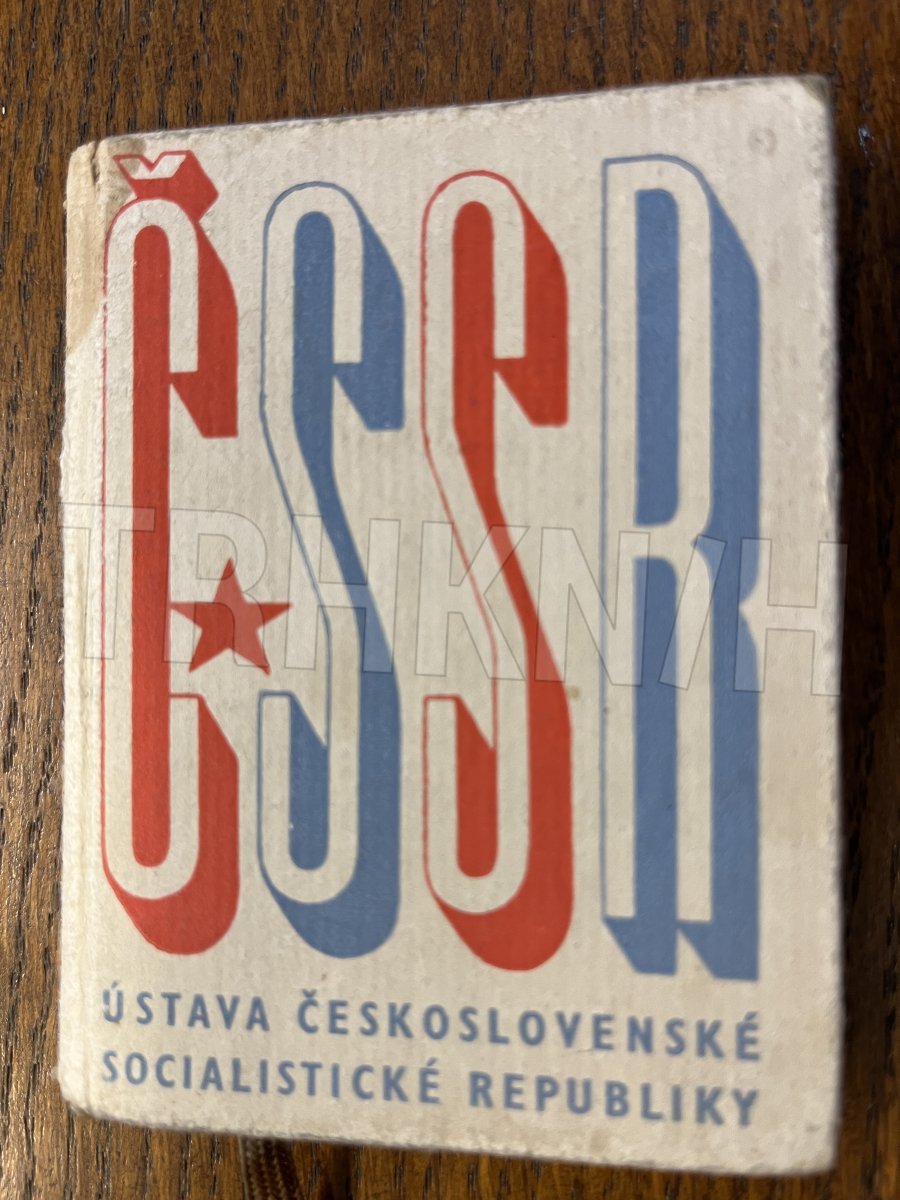 ČSSR
TRHKNIH
ÚSTAVA ČESKOSLOVENSKÉ
SOCIALISTICKÉ REPUBLIKY